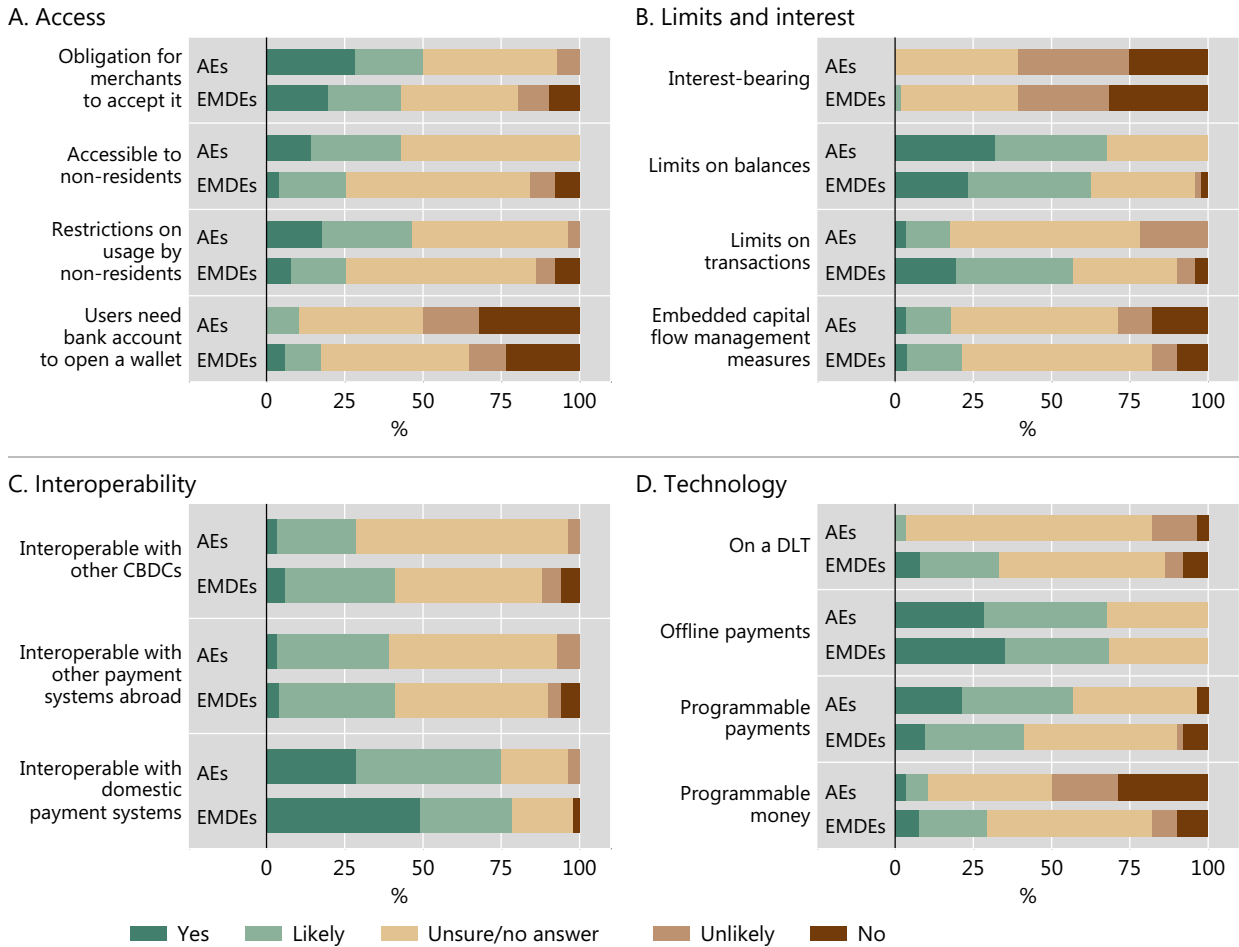 A. Access
Obligation for
merchants
to accept it
AEs
EMDEs
Accessible to
non-residents
AEs
EMDEs
Restrictions on
usage by
non-residents
AEs
EMDEs
Users need
bank account
to open a wallet
AEs
EMDEs
0 25 50 75 100
%
B. Limits and interest
Interest-bearing
AEs
EMDEs
Limits on balances
AEs
EMDEs
Limits on
transactions
AEs
EMDEs
Embedded capital
flow management
measures
AEs
EMDEs
0 25 50 75 100
%
C. Interoperability
Interoperable with
other CBDCs
AEs
EMDEs
Interoperable with
other payment
systems abroad
AEs
EMDEs
Interoperable with
domestic
payment systems
AEs
EMDEs
0 25 50 75 100
%
D. Technology
On a DLT
AEs
EMDEs
Offline payments
AEs
EMDEs
Programmable
payments
AEs
EMDEs
Programmable
money
AEs
EMDEs
0 25 50 75 100
%
Yes Likely Unsure/no answer Unlikely No